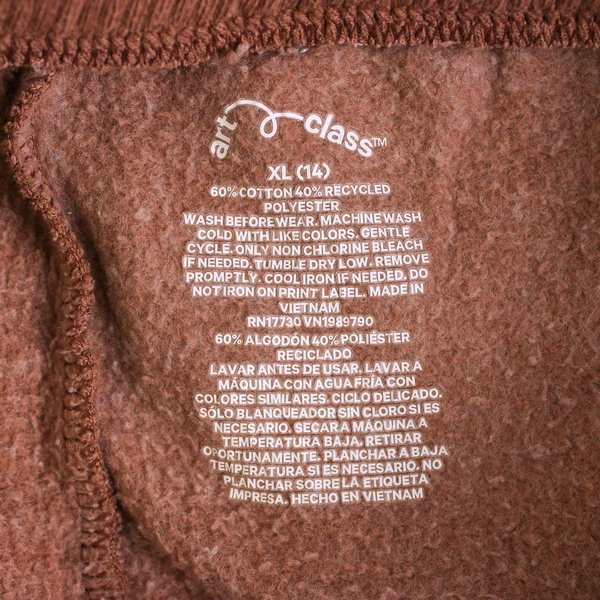 art class™
XL (14)
60% COTTON 40% RECYCLED
POLYESTER
WASH BEFORE WEAR. MACHINE WASH
COLD WITH LIKE COLORS. GENTLE
CYCLE. ONLY NON CHLORINE BLEACH
IF NEEDED. TUMBLE DRY LOW. REMOVE
PROMPTLY. COOL IRON IF NEEDED. DO
NOT IRON ON PRINT LABEL. MADE IN
VIETNAM
RN17730 VN1989790
60% ALGODÓN 40% POLIÉSTER
RECICLADO
LAVAR ANTES DE USAR. LAVAR A
MÁQUINA CON AGUA FRÍA CON
COLORES SIMILARES. CICLO DELICADO.
SÓLO BLANQUEADOR SIN CLORO SI ES
NECESARIO. SECAR A MÁQUINA A
TEMPERATURA BAJA. RETIRAR
OPORTUNAMENTE. PLANCHAR A BAJA
TEMPERATURA SI ES NECESARIO. NO
PLANCHAR SOBRE LA ETIQUETA
IMPRESA. HECHO EN VIETNAM